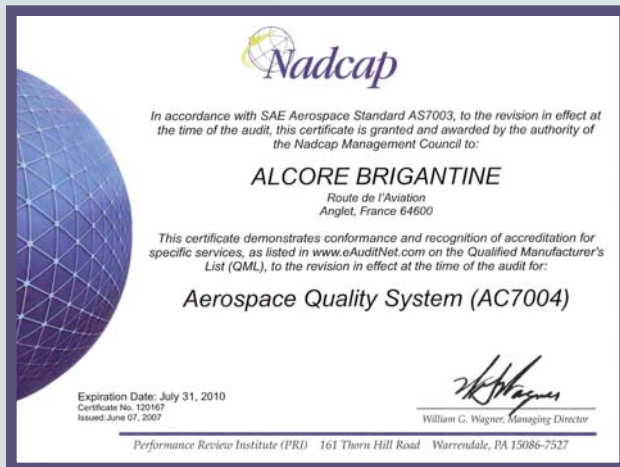 Nadcap
In accordance with SAE Aerospace Standard AS7003, to the revision in effect at
the time of the audit, this certificate is granted and awarded by the authority of
the Nadcap Management Council to:
ALCORE BRIGANTINE
Route de l'Aviation
Anglet, France 64600
This certificate demonstrates conformance and recognition of accreditation for
specific services, as listed in www.eAuditNet.com on the Qualified Manufacturer's
List (QML), to the revision in effect at the time of the audit for:
Aerospace Quality System (AC7004)
Expiration Date: July 31, 2010
Certificate No. 120167
Issued:June 07, 2007
William G. Wagner, Managing Director
Performance Review Institute (PRI) 161 Thorn Hill Road Warrendale, PA 15086-7527